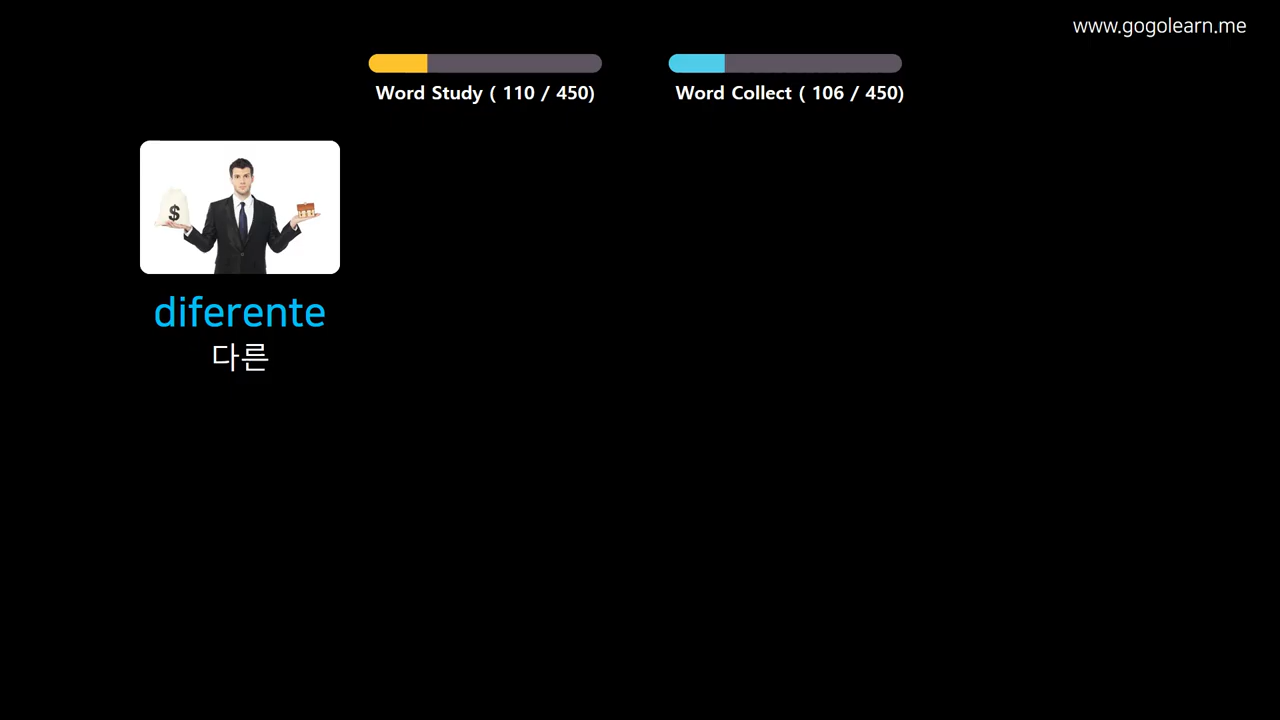 www.gogolearn.me
Word Study ( 110 / 450)
Word Collect ( 106 / 450)
$
diferente
다른